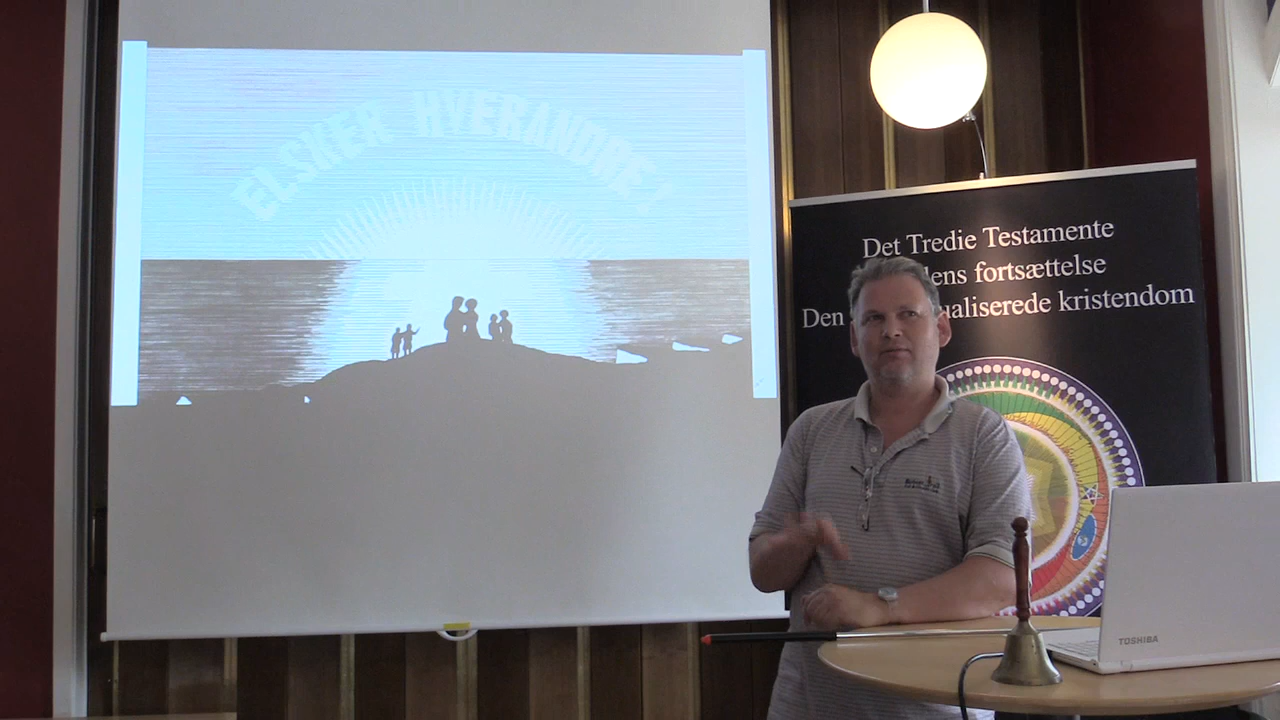 ELSKER HVERANDRE!
Det Tredie Testamente
fortsættelse
Den kristendom
TOSHIBA